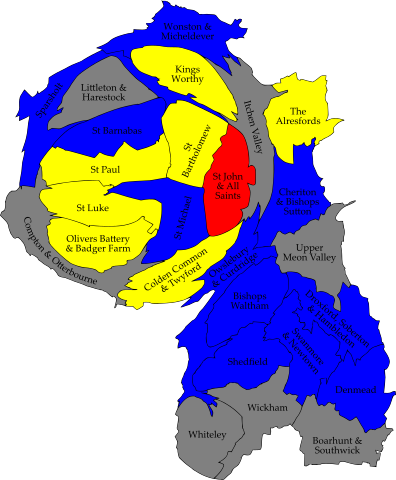 Wonston &
Micheldever
Kings
Worthy
Littleton &
Harestock
Sparsholt
The
Alresfords
Itchen Valley
St Barnabas
St
Bartholomew
St Paul
St John
& All
Saints
Cheriton
& Bishops
Sutton
St Luke
St Michael
Olivers Battery
& Badger Farm
Compton & Otterbourne
Upper
Meon Valley
Colden Common
& Twyford
Owslebury
& Curdridge
Bishops
Waltham
Droxford, Soberton
& Hambledon
Swanmore
& Newtown
Shedfield
Denmead
Wickham
Whiteley
Boarhunt &
Southwick